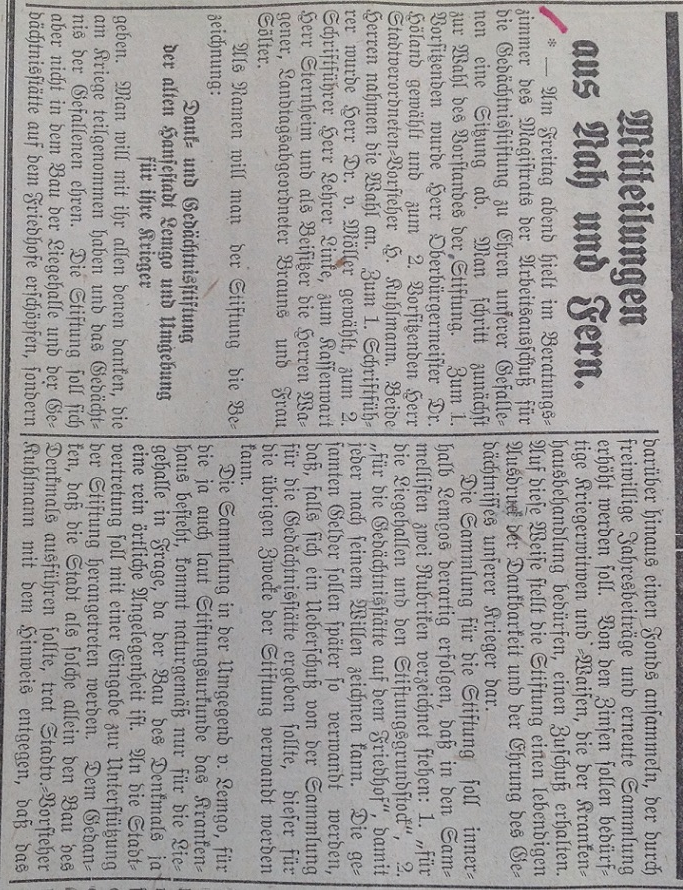 Mitteilungen
aus Nah und Fern.
* — Am Freitag abend hielt im Beratungs-
zimmer des Magistrats der Arbeitsausschuß für
die Gedächtnisstiftung zu Ehren unserer Gefalle-
nen eine Sitzung ab. Man schritt zunächst
zur Wahl des Vorstandes der Stiftung. Zum 1.
Vorsitzenden wurde Herr Oberbürgermeister Dr.
Höland gewählt und zum 2. Vorsitzenden Herr
Stadtverordneten-Vorsteher H. Kuhlmann. Beide
Herren nahmen die Wahl an. Zum 1. Schriftfüh-
rer wurde Herr Dr. v. Möller gewählt, zum 2.
Schriftführer Herr Lehrer Linke, zum Kassenwart
Herr Sternheim und als Beisitzer die Herren Wa-
gener, Landtagsabgeordneter Brauns und Frau
Sölter.
Als Namen will man der Stiftung die Be-
zeichnung:
Dank- und Gedächtnisstiftung
der alten Hansestadt Lemgo und Umgebung
für ihre Krieger
geben. Man will mit ihr allen denen danken, die
am Kriege teilgenommen haben und das Gedächt-
nis der Gefallenen ehren. Die Stiftung soll sich
aber nicht in dem Bau der Liegehalle und der Ge-
dächtnisstätte auf dem Friedhofe erschöpfen, sondern
darüber hinaus einen Fonds ansammeln, der durch
freiwillige Jahresbeiträge und erneute Sammlung
erhöht werden soll. Von den Zinsen sollen bedürf-
tige Kriegerwitwen und -Waisen, die der Kranken-
hausbehandlung bedürfen, einen Zuschuß erhalten.
Auf diese Weise stellt die Stiftung einen lebendigen
Ausdruck der Dankbarkeit und der Ehrung des Ge-
dächtnisses unserer Krieger dar.
Die Sammlung für die Stiftung soll inner-
halb Lemgos derartig erfolgen, daß in den Sam-
mellisten zwei Rubriken verzeichnet stehen: 1. „für
die Liegehallen und den Stiftungsgrundstock“, 2.
„für die Gedächtnisstätte auf dem Friedhof“, damit
jeder nach seinem Willen zeichnen kann. Die ge-
samten Gelder sollen später so verwandt werden,
daß, falls sich ein Ueberschuß von der Sammlung
für die Gedächtnisstätte ergeben sollte, dieser für
die übrigen Zwecke der Stiftung verwandt werden
kann.
Die Sammlung in der Umgegend v. Lemgo, für
die ja auch laut Stiftungsurkunde das Kranken-
haus besteht, kommt naturgemäß nur für die Lie-
gehalle in Frage, da der Bau des Denkmals ja
eine rein örtliche Angelegenheit ist. An die Stadt-
vertretung soll mit einer Eingabe zur Unterstützung
der Stiftung herangetreten werden. Dem Gedan-
ken, daß die Stadt als solche allein den Bau des
Denkmals ausführen sollte, trat Stadtv.-Vorsteher
Kuhlmann mit dem Hinweis entgegen, daß das